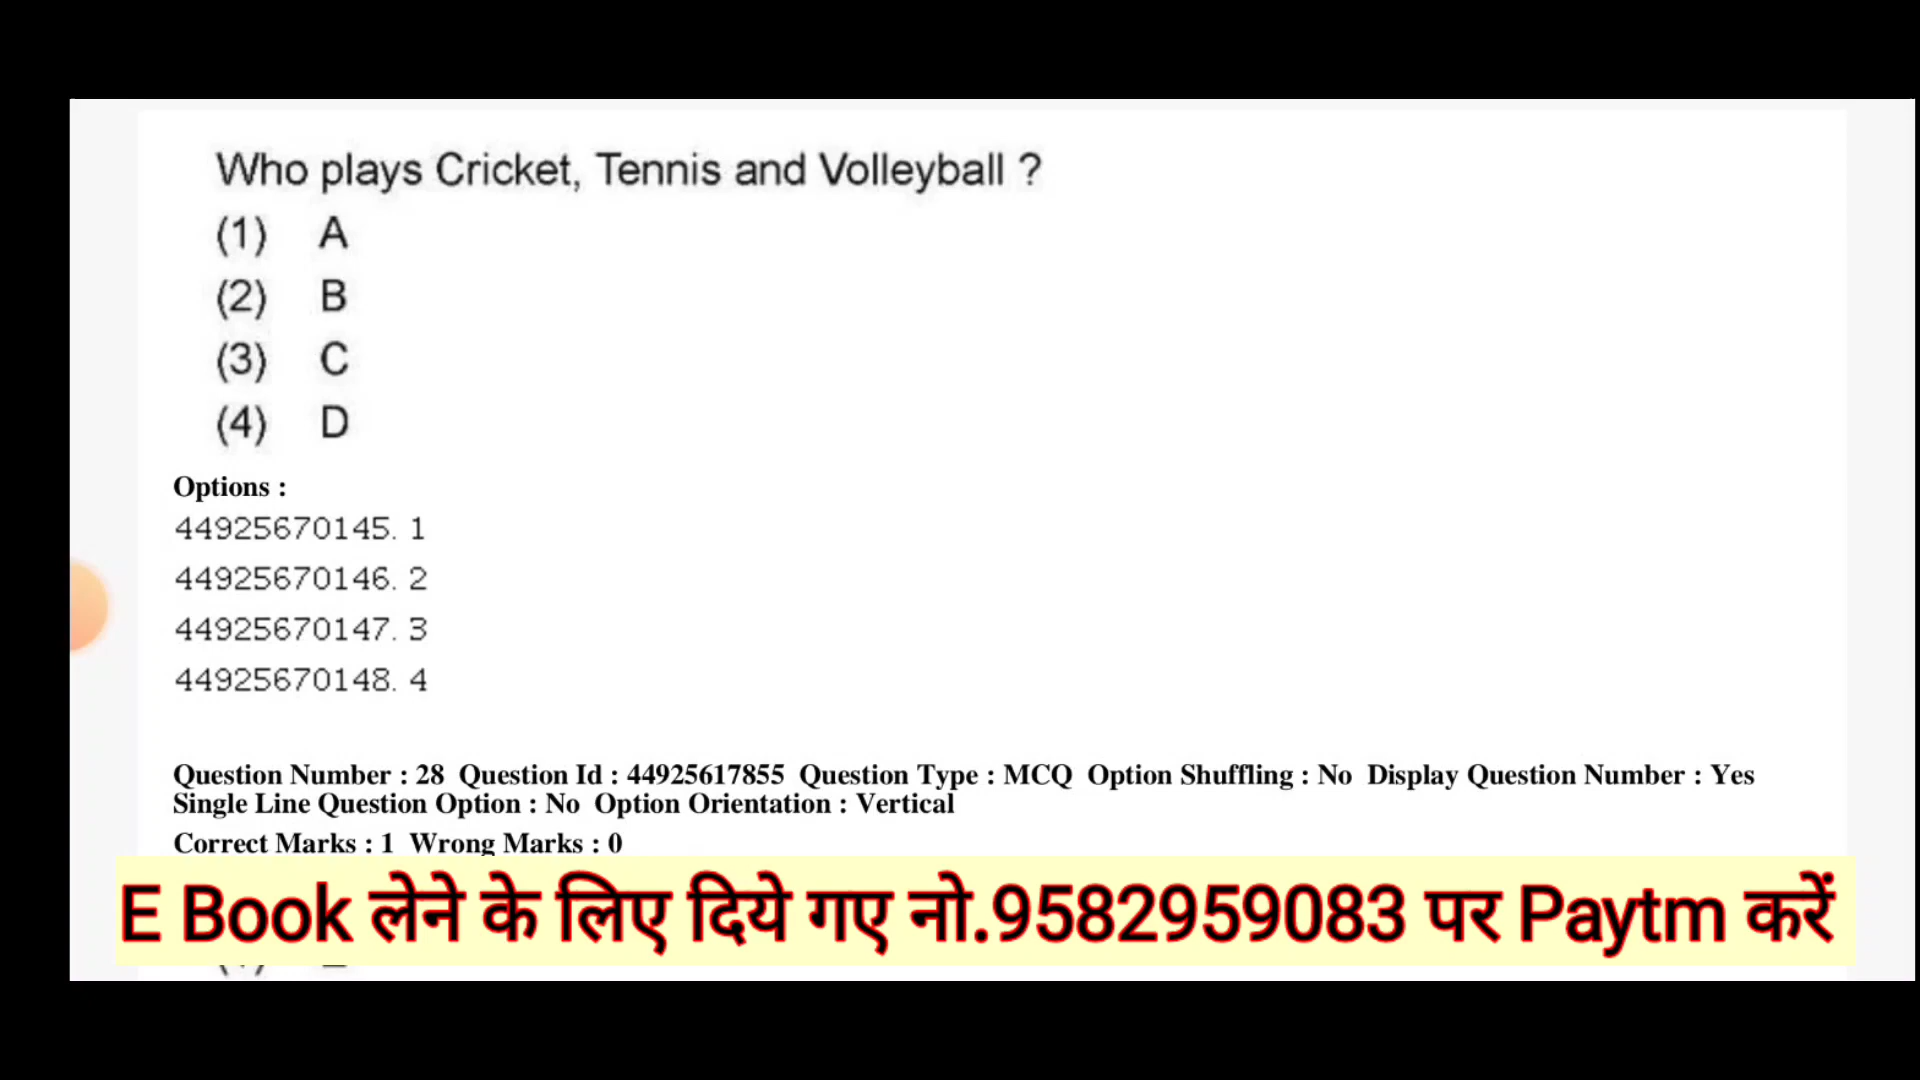 Who plays Cricket, Tennis and Volleyball ?
(1) A
(2) B
(3) C
(4) D
Options :
44925670145. 1
44925670146. 2
44925670147. 3
44925670148. 4
Question Number : 28 Question Id : 44925617855 Question Type : MCQ Option Shuffling : No Display Question Number : Yes
Single Line Question Option : No Option Orientation : Vertical
Correct Marks : 1 Wrong Marks : 0
E Book लेने के लिए दिये गए नो.9582959083 पर Paytm करें